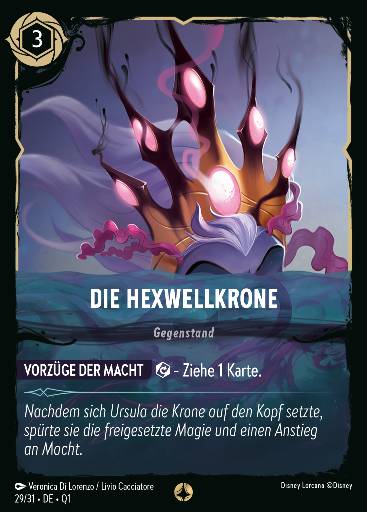 3
DIE HEXWELLKRONE
Gegenstand
VORZÜGE DER MACHT - Ziehe 1 Karte.
Nachdem sich Ursula die Krone auf den Kopf setzte,
spürte sie die freigesetzte Magie und einen Anstieg
an Macht.
Veronica Di Lorenzo / Livio Cacciatore
Disney Lorcana ©Disney
29/31 • DE • Q1